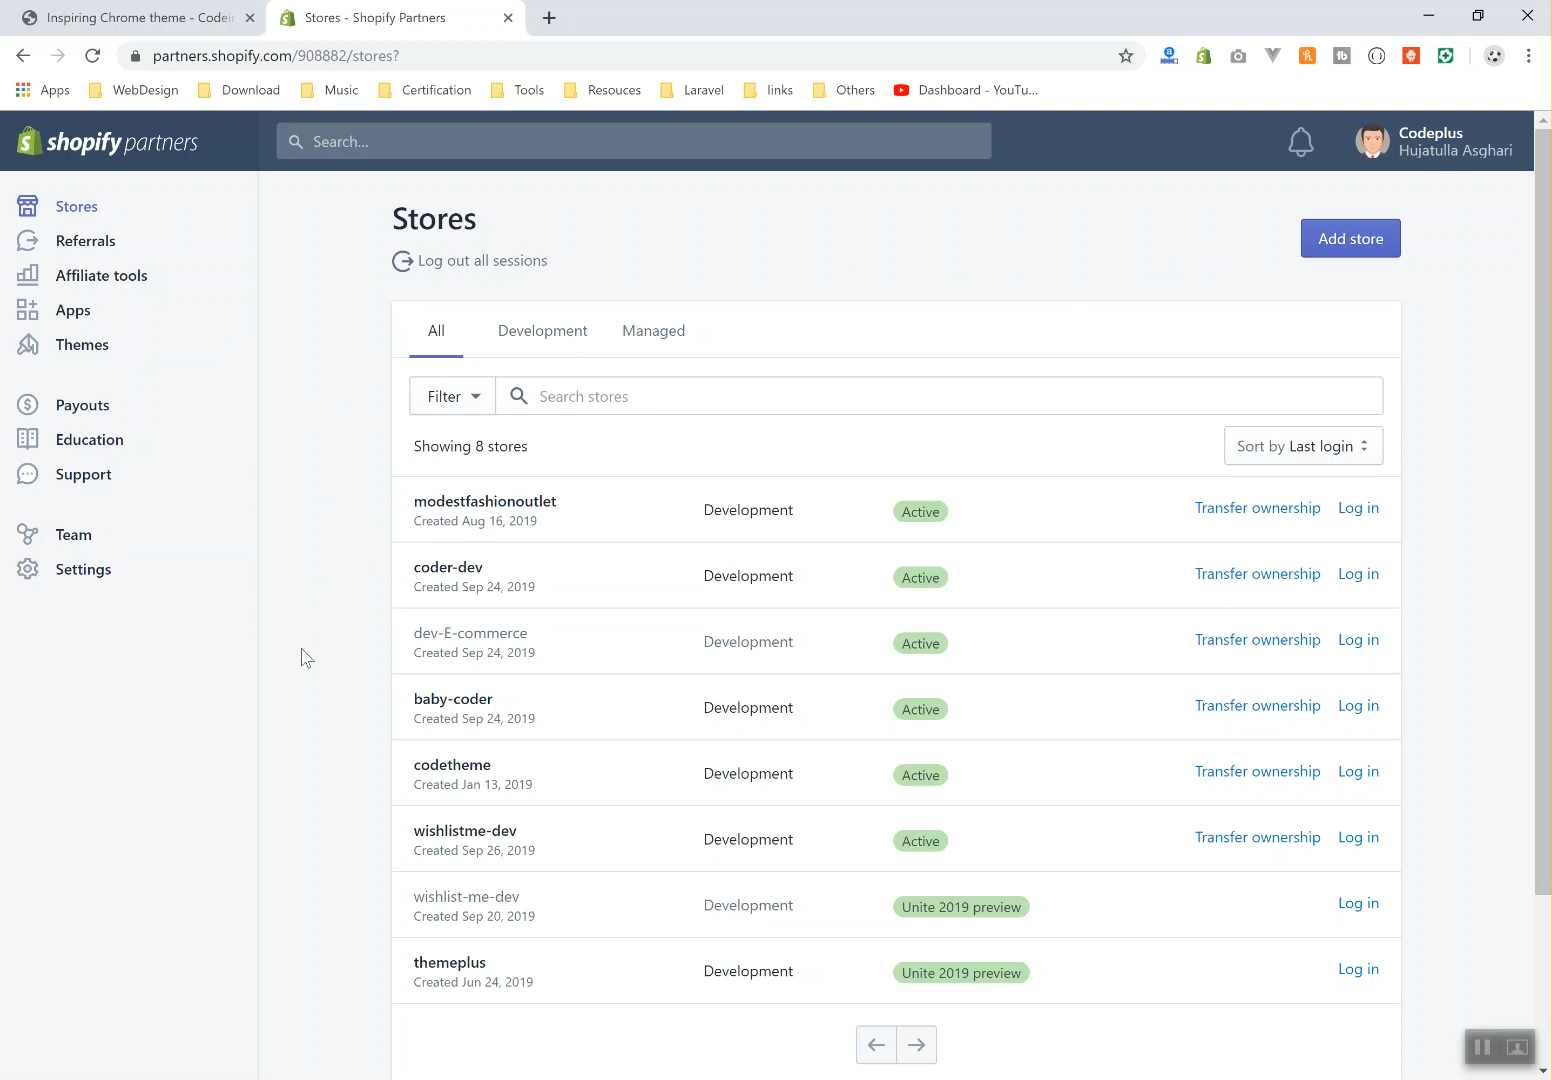 Inspiring Chrome theme - Codei
Stores - Shopify Partners
partners.shopify.com/908882/stores?
Apps
WebDesign
Download
Music
Certification
Tools
Resouces
Laravel
links
Others
Dashboard - YouTu...
shopify partners
Search...
Codeplus
Hujatulla Asghari
Stores
Referrals
Affiliate tools
Apps
Themes
Payouts
Education
Support
Team
Settings
Stores
Log out all sessions
Add store
All
Development
Managed
Filter
Search stores
Showing 8 stores
Sort by Last login
modestfashionoutlet
Created Aug 16, 2019
Development
Active
Transfer ownership
Log in
coder-dev
Created Sep 24, 2019
Development
Active
Transfer ownership
Log in
dev-E-commerce
Created Sep 24, 2019
Development
Active
Transfer ownership
Log in
baby-coder
Created Sep 24, 2019
Development
Active
Transfer ownership
Log in
codetheme
Created Jan 13, 2019
Development
Active
Transfer ownership
Log in
wishlistme-dev
Created Sep 26, 2019
Development
Active
Transfer ownership
Log in
wishlist-me-dev
Created Sep 20, 2019
Development
Unite 2019 preview
Log in
themeplus
Created Jun 24, 2019
Development
Unite 2019 preview
Log in